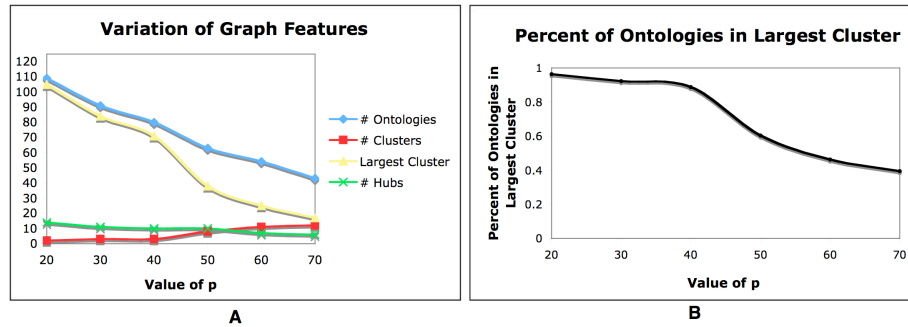 Variation of Graph Features
120
110
100
90
80
70
60
50
40
30
20
10
0
20 30 40 50 60 70
Value of p
# Ontologies
# Clusters
Largest Cluster
# Hubs
A
Percent of Ontologies in Largest Cluster
Percent of Ontologies in
Largest Cluster
1
0.8
0.6
0.4
0.2
0
20 30 40 50 60 70
Value of p
B